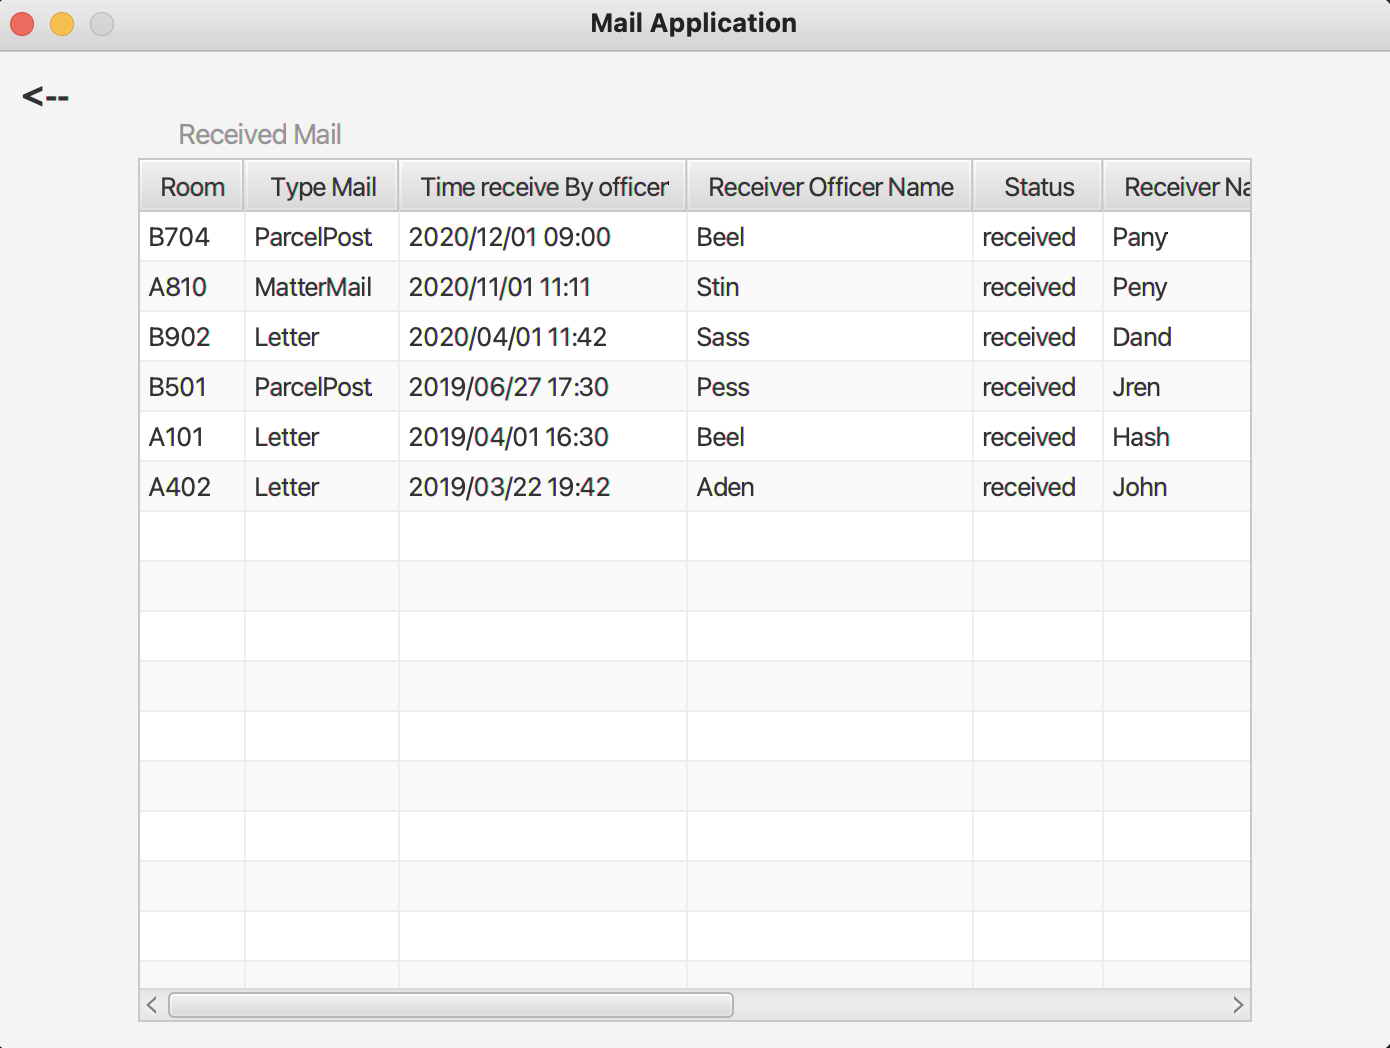 Mail Application
<--
Received Mail
Room Type Mail Time receive By officer Receiver Officer Name Status Receiver Na
B704 ParcelPost 2020/12/01 09:00 Beel received Pany
A810 MatterMail 2020/11/01 11:11 Stin received Peny
B902 Letter 2020/04/01 11:42 Sass received Dand
B501 ParcelPost 2019/06/27 17:30 Pess received Jren
A101 Letter 2019/04/01 16:30 Beel received Hash
A402 Letter 2019/03/22 19:42 Aden received John